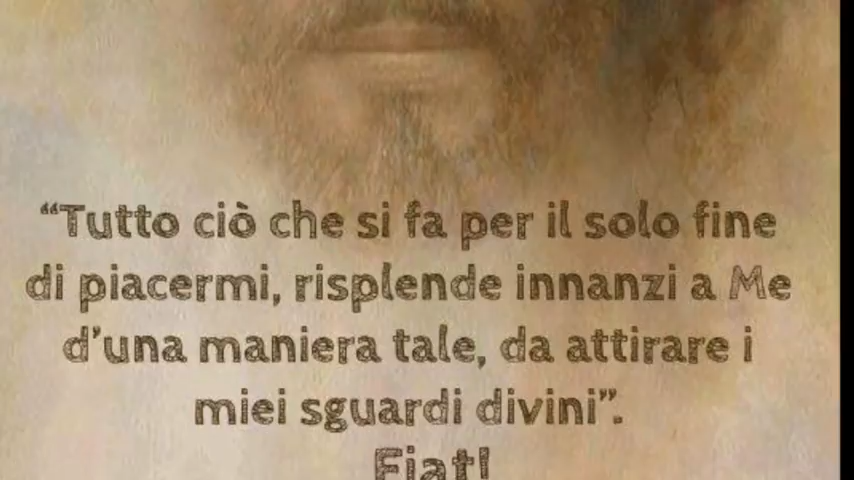 “Tutto ciò che si fa per il solo fine
di piacermi, risplende innanzi a Me
d’una maniera tale, da attirare i
miei sguardi divini”.
Fiat!